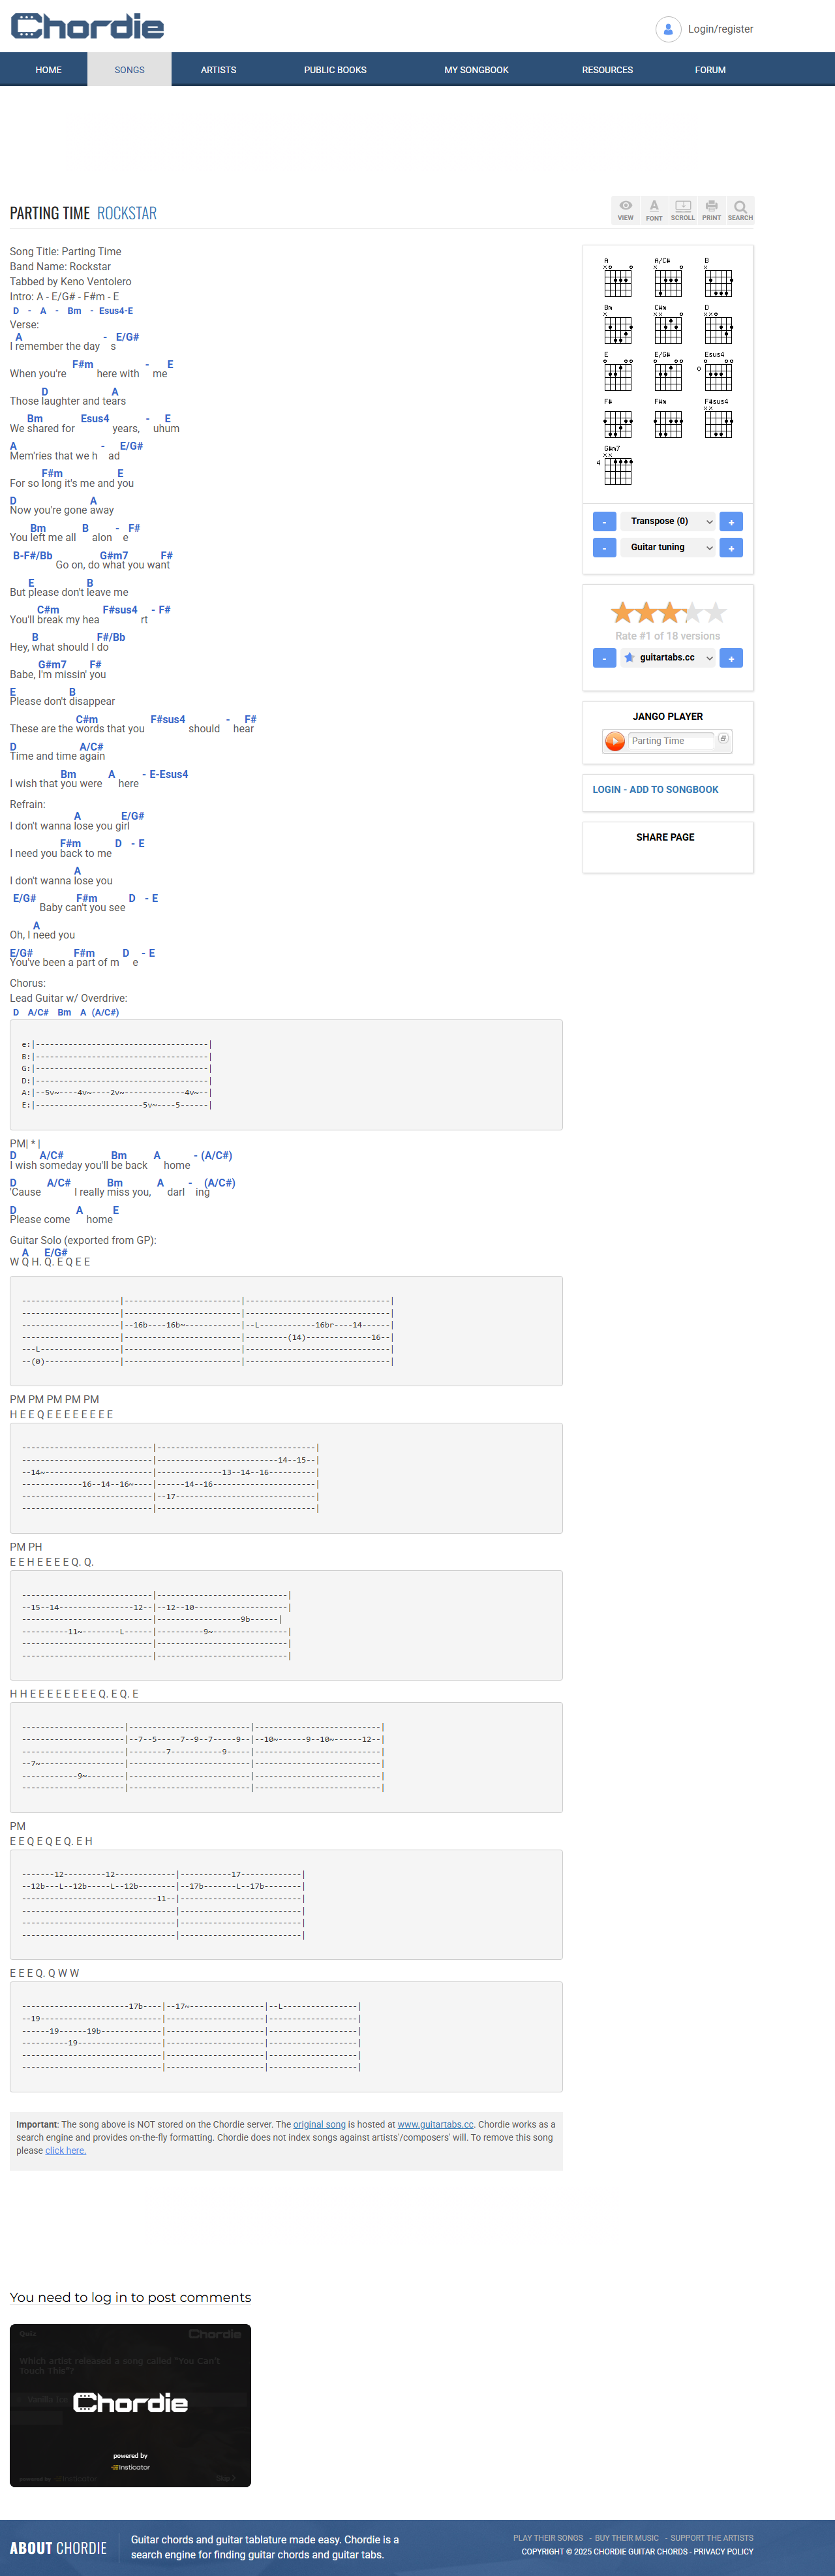 Chordie
Login/register
HOME SONGS ARTISTS PUBLIC BOOKS MY SONGBOOK RESOURCES FORUM
PARTING TIME ROCKSTAR
VIEW FONT SCROLL PRINT SEARCH
Song Title: Parting Time
Band Name: Rockstar
Tabbed by Keno Ventolero
Intro: A - E/G# - F#m - E
D - A - Bm - Esus4-E
Verse:
A - E/G#
I remember the day s
F#m - E
When you're here with me
D A
Those laughter and tears
Bm Esus4 - E
We shared for years, uhum
A - E/G#
Mem'ries that we h ad
F#m E
For so long it's me and you
D A
Now you're gone away
Bm B - F#
You left me all alon e
B-F#/Bb G#m7 F#
Go on, do what you want
E B
But please don't leave me
C#m F#sus4 - F#
You'll break my hea rt
B F#/Bb
Hey, what should I do
G#m7 F#
Babe, I'm missin' you
E B
Please don't disappear
C#m F#sus4 - F#
These are the words that you should hear
D A/C#
Time and time again
Bm A - E-Esus4
I wish that you were here
Refrain:
A E/G#
I don't wanna lose you girl
F#m D - E
I need you back to me
A
I don't wanna lose you
E/G# F#m D - E
Baby can't you see
A
Oh, I need you
E/G# F#m D - E
You've been a part of m e
Chorus:
Lead Guitar w/ Overdrive:
D A/C# Bm A (A/C#)
e:|-------------------------------------|
B:|-------------------------------------|
G:|-------------------------------------|
D:|-------------------------------------|
A:|--5v~----4v~----2v~-------------4v~--|
E:|-----------------------5v~----5------|
PM| * |
D A/C# Bm A - (A/C#)
I wish someday you'll be back home
D A/C# Bm A - (A/C#)
'Cause I really miss you, darl ing
D A E
Please come home
Guitar Solo (exported from GP):
A E/G#
W Q H. Q. E Q E E
---------------------|-------------------------|-------------------------------|
---------------------|-------------------------|-------------------------------|
---------------------|--16b----16b~------------|--L------------16br----14------|
---------------------|-------------------------|---------(14)--------------16--|
---L-----------------|-------------------------|-------------------------------|
--(0)----------------|-------------------------|-------------------------------|
PM PM PM PM PM
H E E Q E E E E E E E E
----------------------------|----------------------------------|
----------------------------|--------------------------14--15--|
--14~-----------------------|--------------13--14--16----------|
-------------16--14--16~----|------14--16----------------------|
----------------------------|--17------------------------------|
----------------------------|----------------------------------|
PM PH
E E H E E E E Q. Q.
----------------------------|----------------------------|
--15--14----------------12--|--12--10--------------------|
----------------------------|------------------9b------|
----------11~--------L------|----------9~----------------|
----------------------------|----------------------------|
----------------------------|----------------------------|
H H E E E E E E E E Q. E Q. E
----------------------|--------------------------|---------------------------|
----------------------|--7--5-----7--9--7-----9--|--10~------9--10~------12--|
----------------------|-------7-----------9-----|---------------------------|
--7~------------------|--------------------------|---------------------------|
------------9~--------|--------------------------|---------------------------|
----------------------|--------------------------|---------------------------|
PM
E E Q E Q E Q. E H
-------12---------12-------------|-----------17-------------|
--12b---L--12b-----L--12b--------|--17b-------L--17b--------|
-----------------------------11--|--------------------------|
---------------------------------|--------------------------|
---------------------------------|--------------------------|
---------------------------------|--------------------------|
E E E Q. Q W W
-----------------------17b----|--17~----------------|--L----------------|
--19--------------------------|---------------------|-------------------|
------19------19b-------------|---------------------|-------------------|
----------19------------------|---------------------|-------------------|
------------------------------|---------------------|-------------------|
------------------------------|---------------------|-------------------|
Important: The song above is NOT stored on the Chordie server. The original song is hosted at www.guitartabs.cc. Chordie works as a
search engine and provides on-the-fly formatting. Chordie does not index songs against artists'/composers' will. To remove this song
please click here.
A A/C# B
Bm C#m D
E E/G# Esus4
F# F#m F#sus4
G#m7
4
- Transpose (0) +
- Guitar tuning +
Rate #1 of 18 versions
- guitartabs.cc +
JANGO PLAYER
Parting Time
LOGIN - ADD TO SONGBOOK
SHARE PAGE
You need to log in to post comments
Quiz Chordie
Which artist released a song called "You Can't
Touch This"?
Chordie
powered by
insticator
Skip >
ABOUT CHORDIE
Guitar chords and guitar tablature made easy. Chordie is a
search engine for finding guitar chords and guitar tabs.
PLAY THEIR SONGS - BUY THEIR MUSIC - SUPPORT THE ARTISTS
COPYRIGHT © 2025 CHORDIE GUITAR CHORDS - PRIVACY POLICY